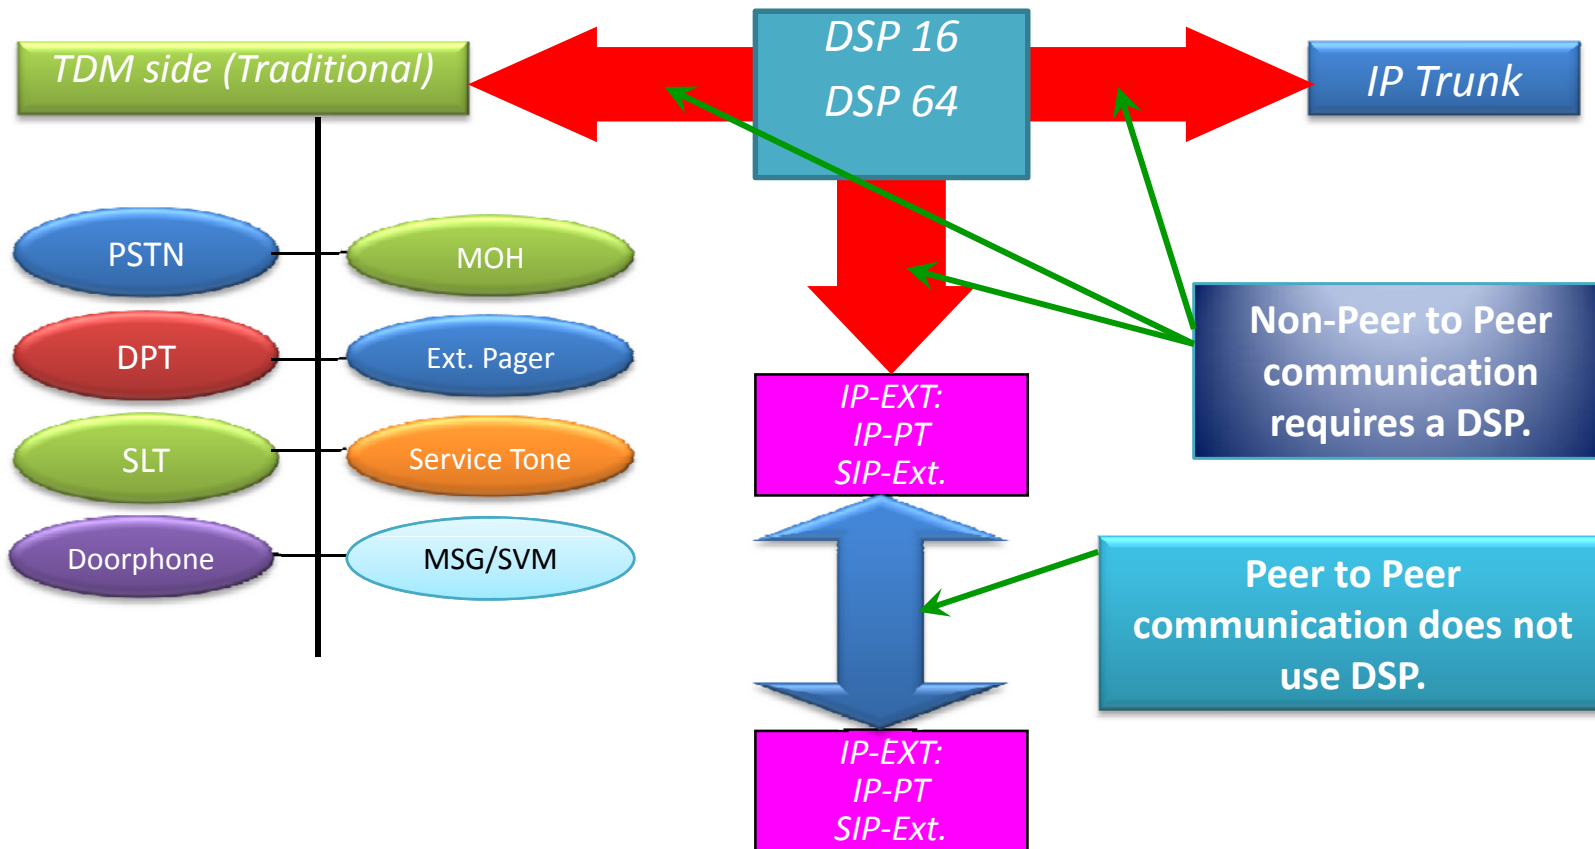 TDM side (Traditional)
DSP 16
DSP 64
IP Trunk
PSTN
MOH
DPT
Ext. Pager
SLT
Service Tone
Doorphone
MSG/SVM
Non-Peer to Peer
communication
requires a DSP.
IP-EXT:
IP-PT
SIP-Ext.
Peer to Peer
communication does not
use DSP.
IP-EXT:
IP-PT
SIP-Ext.